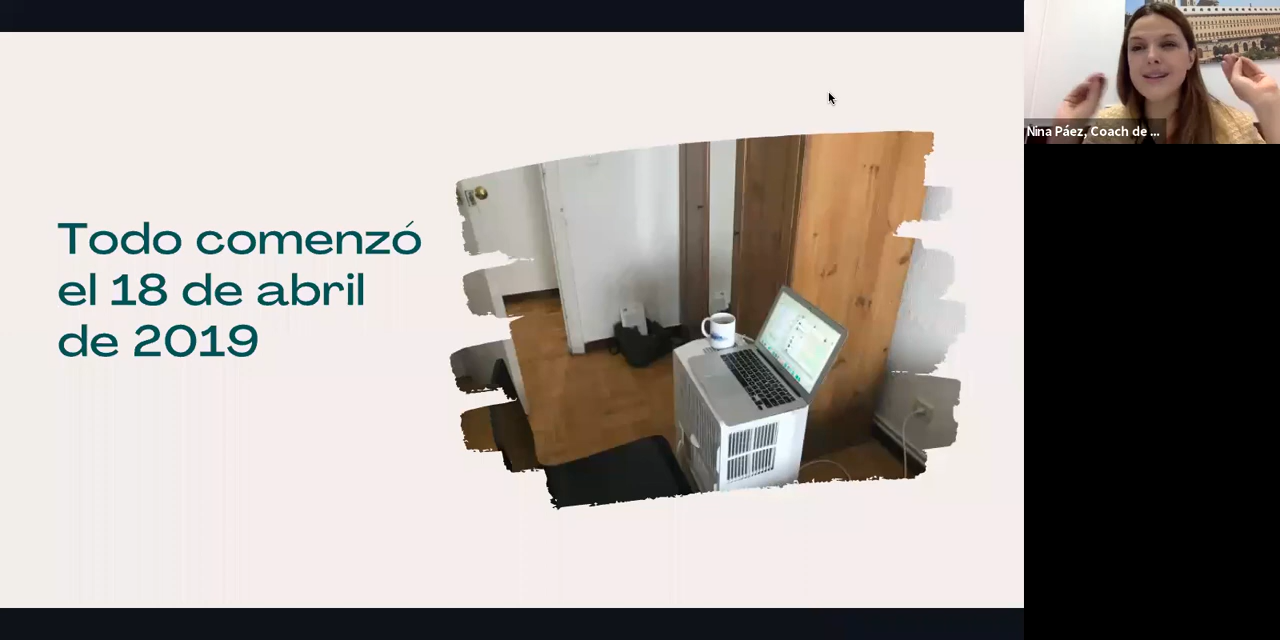 Todo comenzó
el 18 de abril
de 2019
Nina Páez, Coach de ...